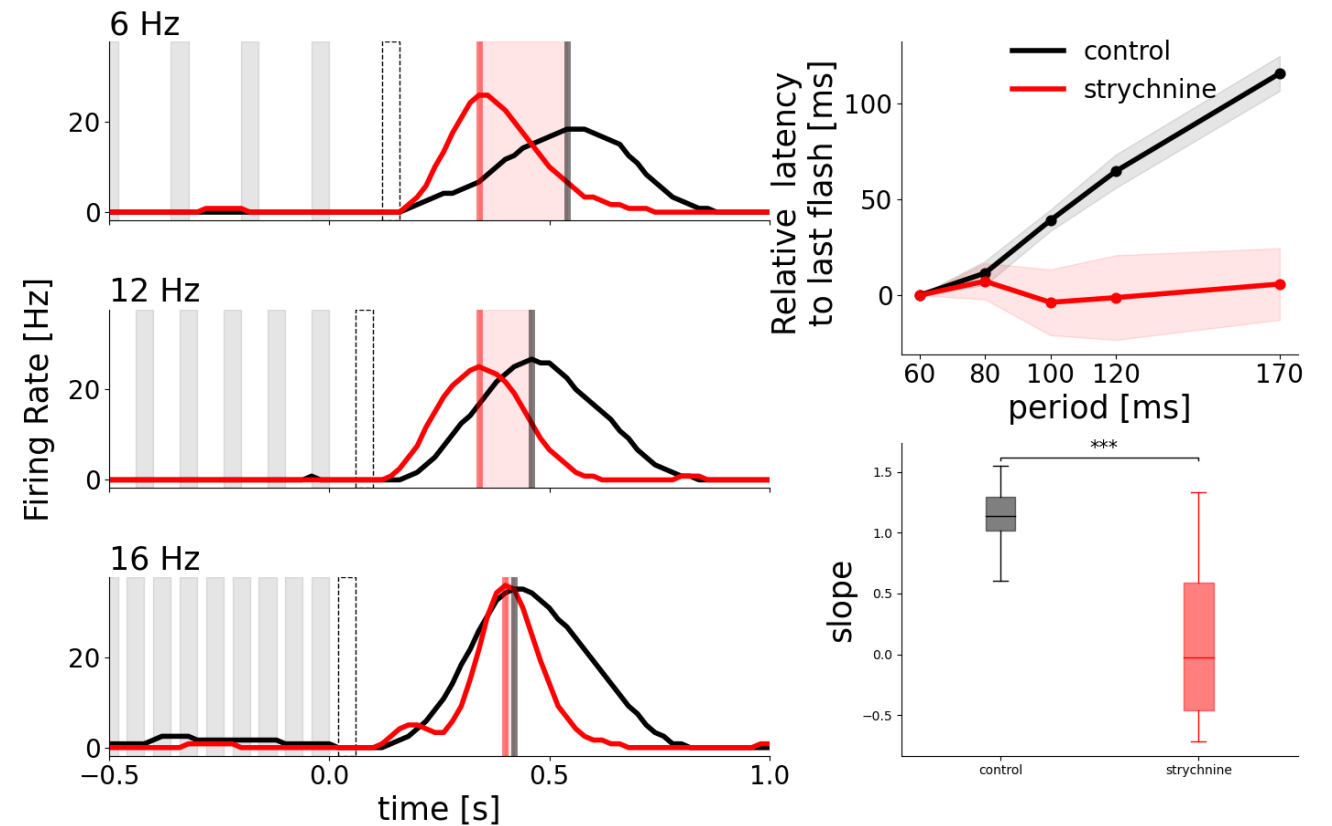 6 Hz
20
0
12 Hz
20
0
16 Hz
20
0
−0.5
0.0
0.5
1.0
time [s]
Firing Rate [Hz]
control
strychnine
100
50
0
60
80
100
120
170
period [ms]
Relative latency
to last flash [ms]
***
1.5
1.0
0.5
0.0
−0.5
control
strychnine
slope